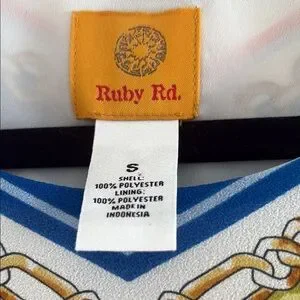 Ruby Rd.
S
SHELL:
100% POLYESTER
LINING:
100% POLYESTER
MADE IN
INDONESIA